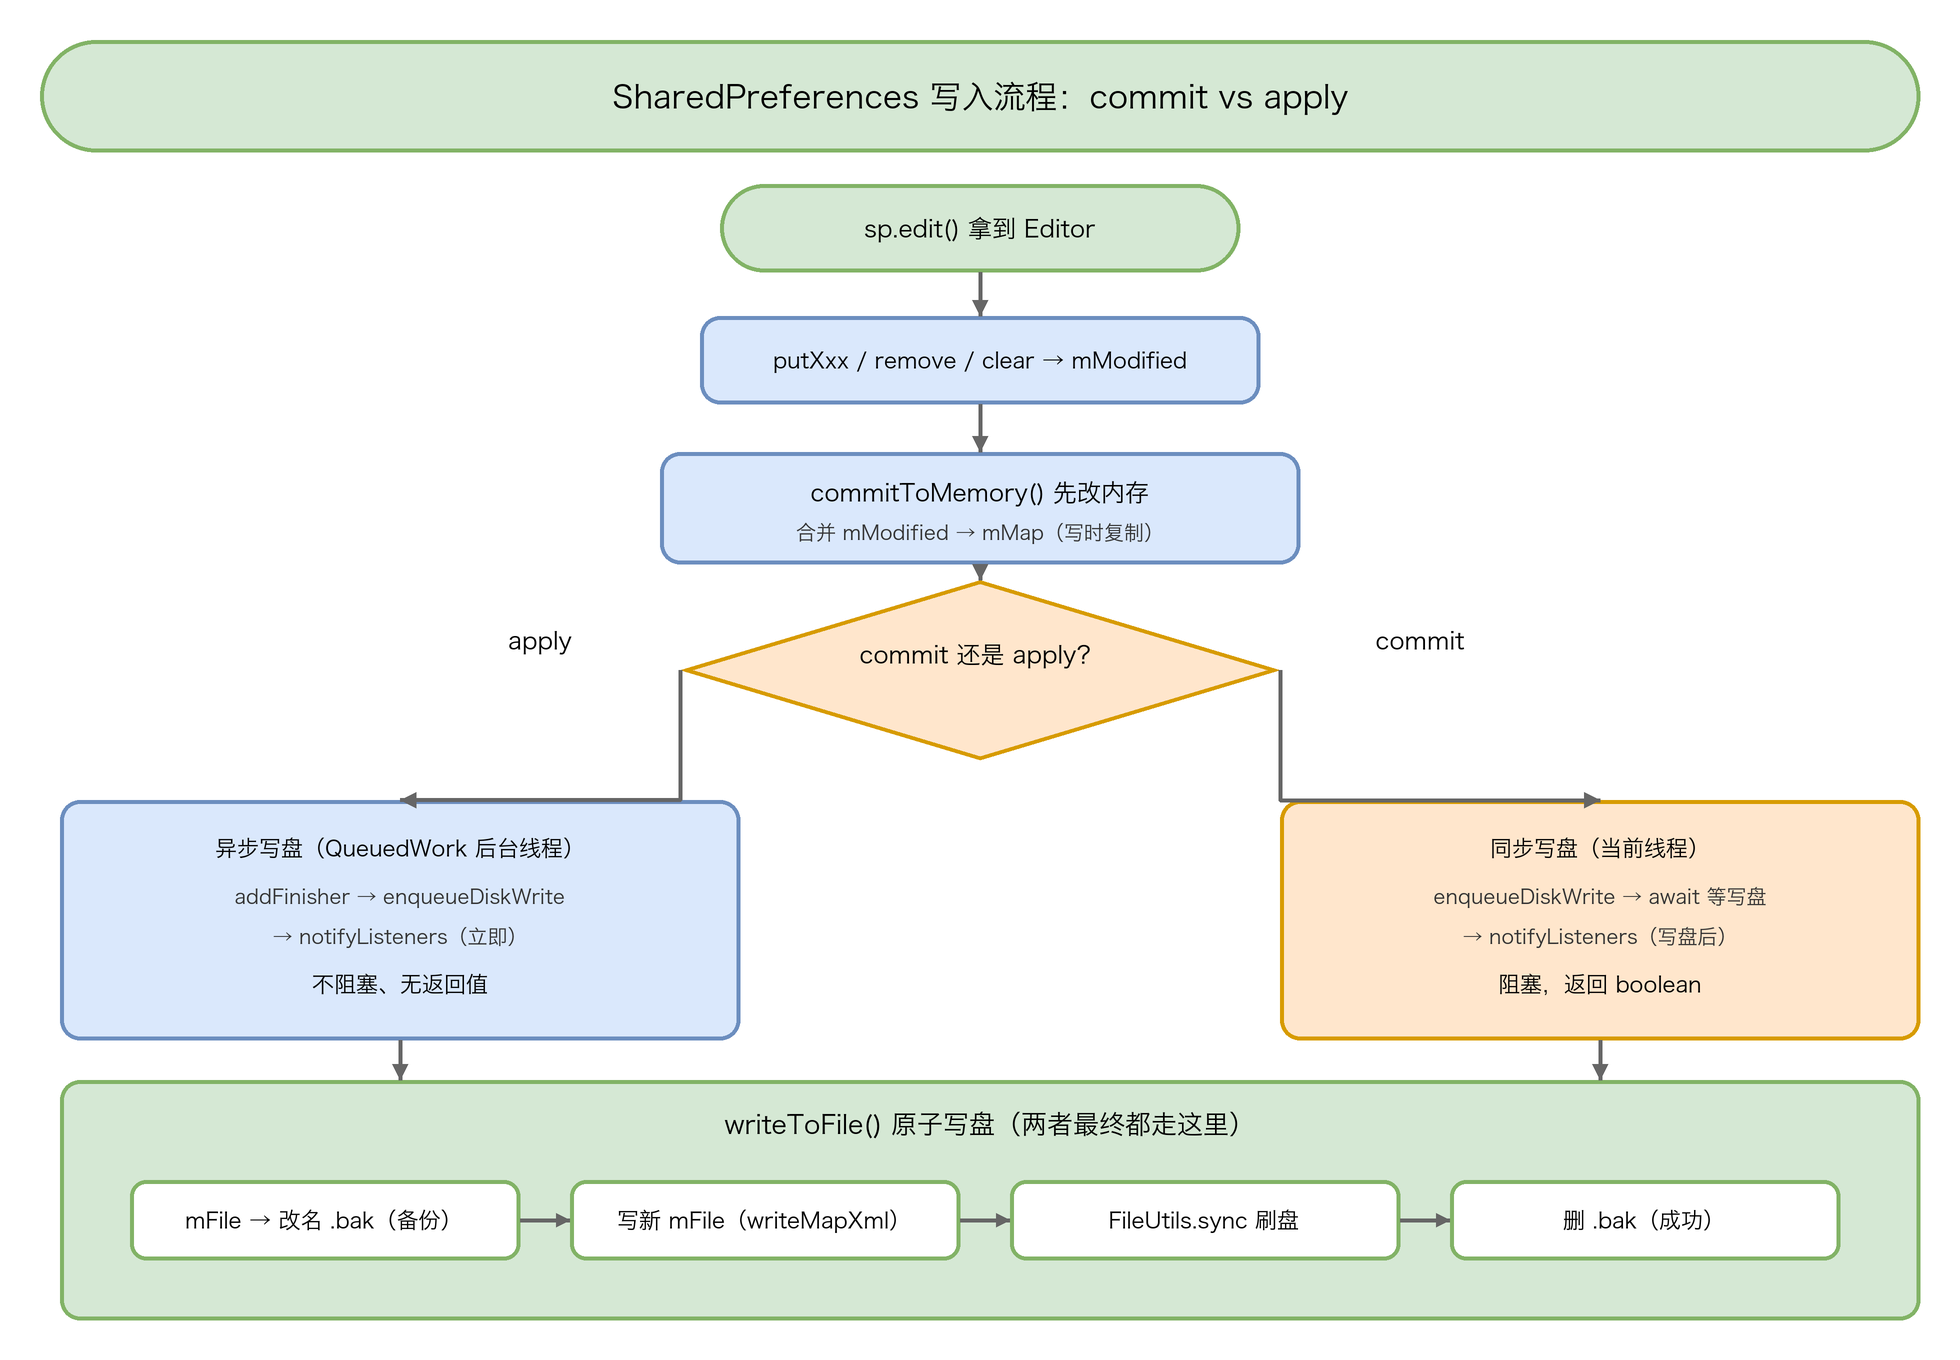 SharedPreferences 写入流程：commit vs apply
sp.edit() 拿到 Editor
putXxx / remove / clear → mModified
commitToMemory() 先改内存
合并 mModified → mMap（写时复制）
commit 还是 apply？
apply
commit
异步写盘（QueuedWork 后台线程）
addFinisher → enqueueDiskWrite
→ notifyListeners（立即）
不阻塞、无返回值
同步写盘（当前线程）
enqueueDiskWrite → await 等写盘
→ notifyListeners（写盘后）
阻塞，返回 boolean
writeToFile() 原子写盘（两者最终都走这里）
mFile → 改名 .bak（备份）
写新 mFile（writeMapXml）
FileUtils.sync 刷盘
删 .bak（成功）